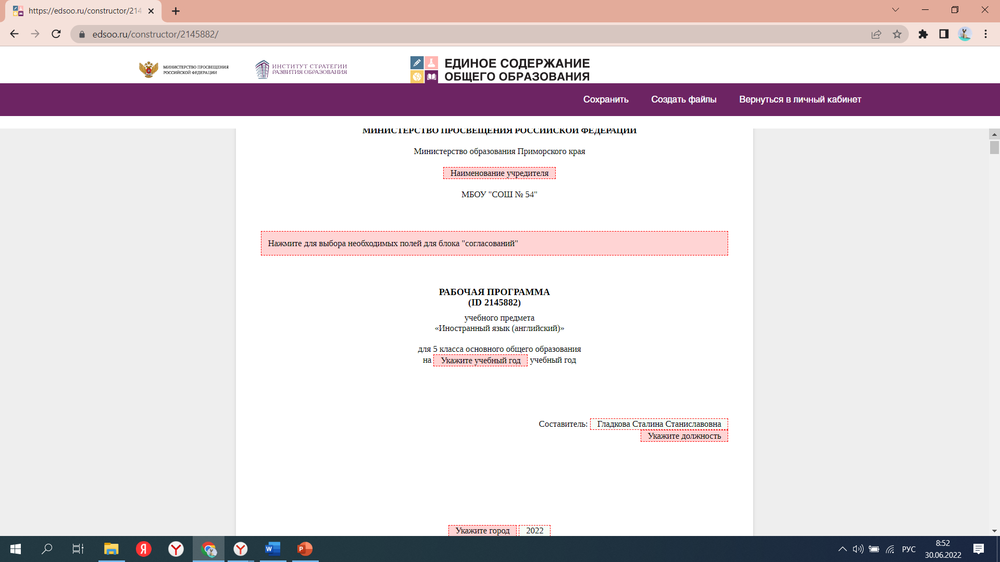 https://edsoo.ru/constructor/214
edsoo.ru/constructor/2145882/
МИНИСТЕРСТВО ПРОСВЕЩЕНИЯ
РОССИЙСКОЙ ФЕДЕРАЦИИ
ИНСТИТУТ СТРАТЕГИИ
РАЗВИТИЯ ОБРАЗОВАНИЯ
ЕДИНОЕ СОДЕРЖАНИЕ
ОБЩЕГО ОБРАЗОВАНИЯ
Сохранить Создать файлы Вернуться в личный кабинет
МИНИСТЕРСТВО ПРОСВЕЩЕНИЯ РОССИЙСКОЙ ФЕДЕРАЦИИ
Министерство образования Приморского края
Наименование учредителя
МБОУ "СОШ № 54"
Нажмите для выбора необходимых полей для блока "согласований"
РАБОЧАЯ ПРОГРАММА
(ID 2145882)
учебного предмета
«Иностранный язык (английский)»
для 5 класса основного общего образования
на Укажите учебный год учебный год
Составитель: Гладкова Сталина Станиславовна
Укажите должность
Укажите город 2022
РУС
8:52
30.06.2022